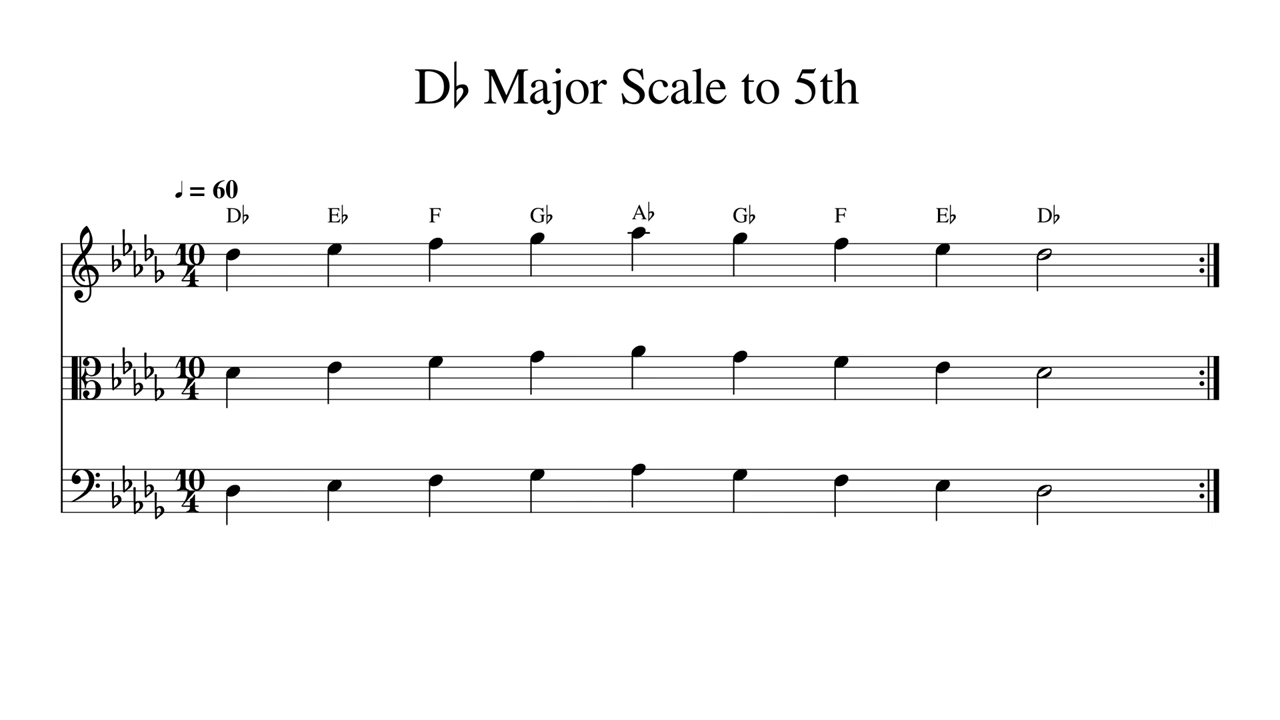 D♭ Major Scale to 5th
♩ = 60
D♭ E♭ F G♭ A♭ G♭ F E♭ D♭
10
4
10
4
10
4